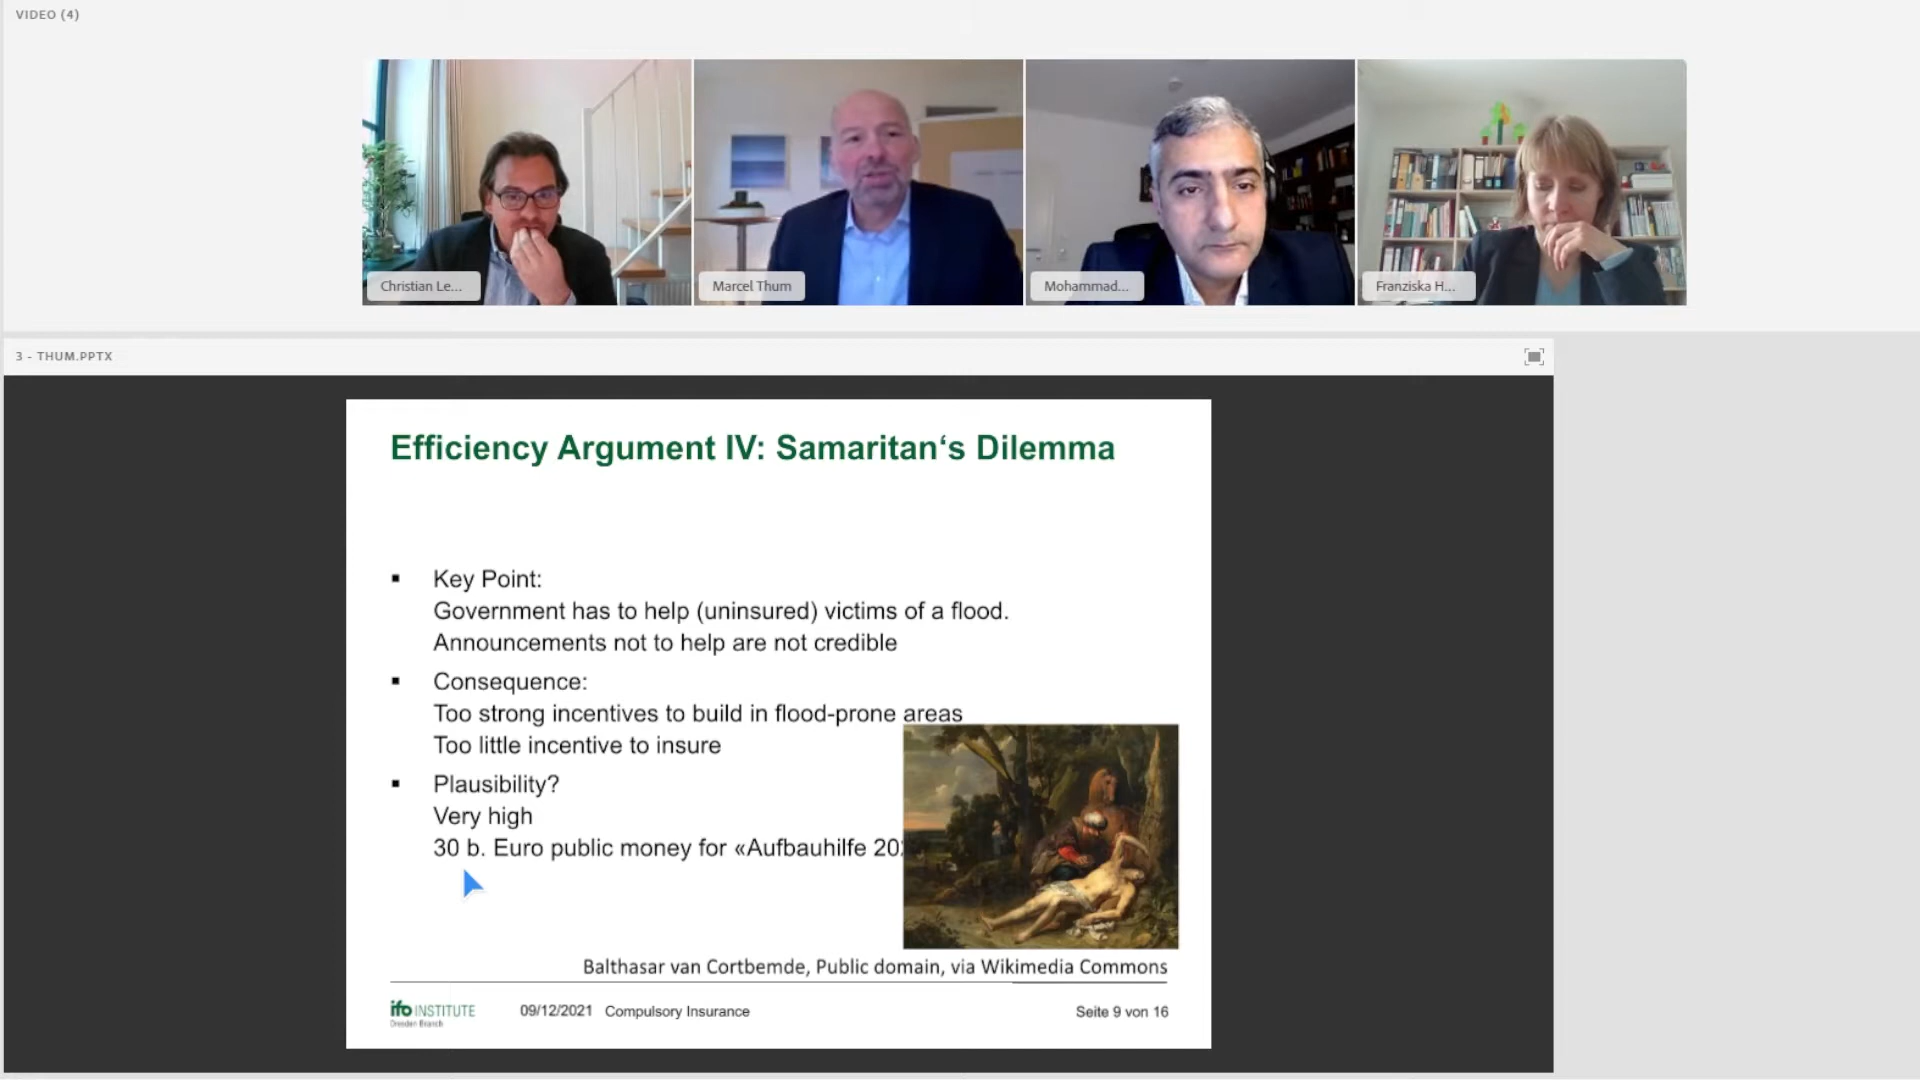 VIDEO (4)
Christian Le...
Marcel Thum
Mohammad...
Franziska H...
3 - THUM.PPTX
Efficiency Argument IV: Samaritan‘s Dilemma
▪ Key Point:
Government has to help (uninsured) victims of a flood.
Announcements not to help are not credible
▪ Consequence:
Too strong incentives to build in flood-prone areas
Too little incentive to insure
▪ Plausibility?
Very high
30 b. Euro public money for «Aufbauhilfe
Balthasar van Cortbemde, Public domain, via Wikimedia Commons
ifo INSTITUTE
Dresden Branch
09/12/2021 Compulsory Insurance
Seite 9 von 16